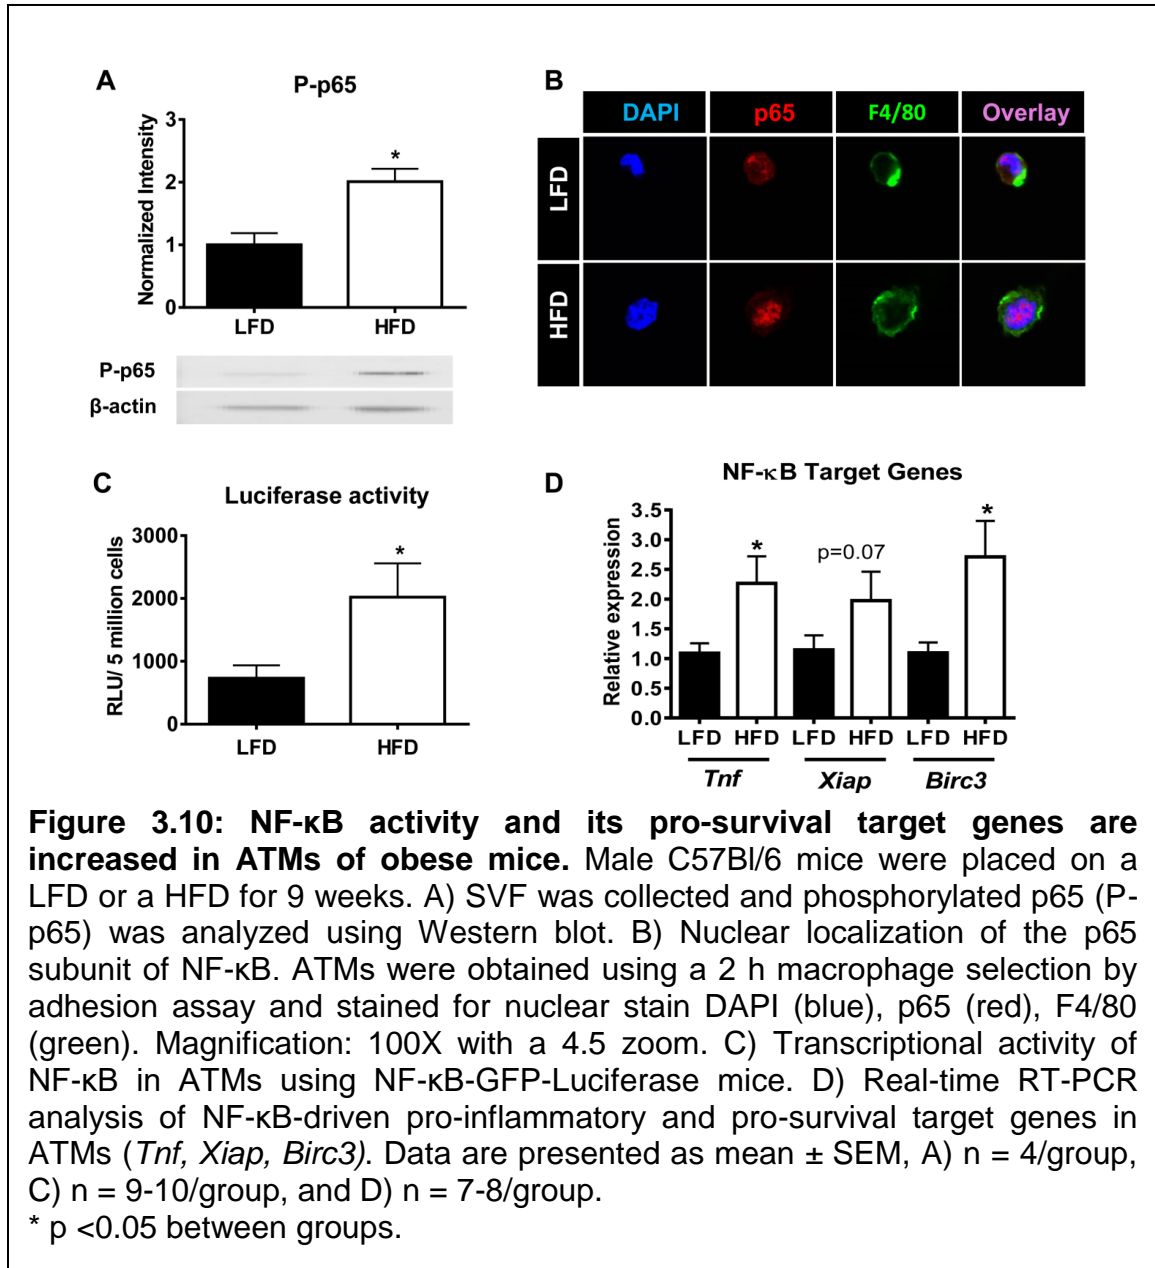 A
P-p65
Normalized Intensity
3
2
1
0
*
LFD
HFD
P-p65
β-actin
B
DAPI
p65
F4/80
Overlay
LFD
HFD
C
Luciferase activity
RLU/ 5 million cells
3000
2000
1000
0
*
LFD
HFD
D
NF-κB Target Genes
Relative expression
3.5
3.0
2.5
2.0
1.5
1.0
0.5
0.0
*
p=0.07
*
LFD HFD LFD HFD LFD HFD
Tnf Xiap Birc3
Figure 3.10: NF-κB activity and its pro-survival target genes are
increased in ATMs of obese mice. Male C57Bl/6 mice were placed on a
LFD or a HFD for 9 weeks. A) SVF was collected and phosphorylated p65 (P-
p65) was analyzed using Western blot. B) Nuclear localization of the p65
subunit of NF-κB. ATMs were obtained using a 2 h macrophage selection by
adhesion assay and stained for nuclear stain DAPI (blue), p65 (red), F4/80
(green). Magnification: 100X with a 4.5 zoom. C) Transcriptional activity of
NF-κB in ATMs using NF-κB-GFP-Luciferase mice. D) Real-time RT-PCR
analysis of NF-κB-driven pro-inflammatory and pro-survival target genes in
ATMs (Tnf, Xiap, Birc3). Data are presented as mean ± SEM, A) n = 4/group,
C) n = 9-10/group, and D) n = 7-8/group.
* p <0.05 between groups.